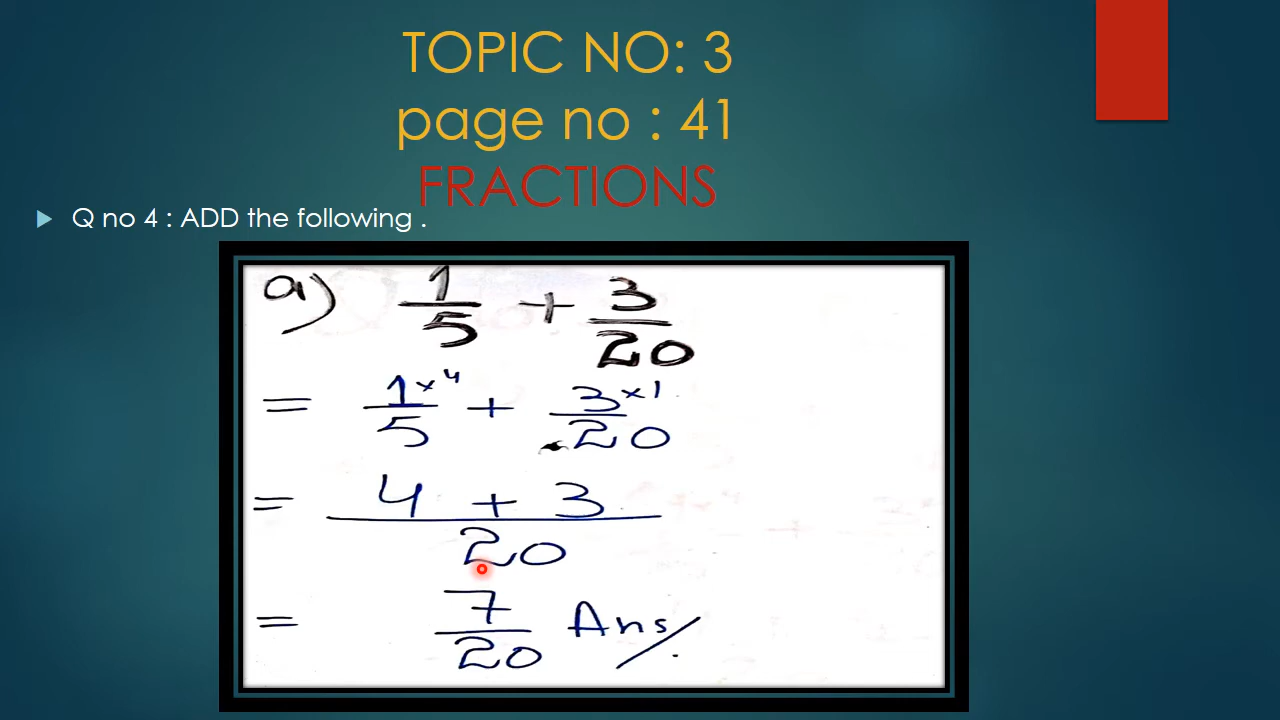 TOPIC NO: 3
page no : 41
FRACTIONS
Q no 4 : ADD the following .
a) 1/5 + 3/20
= 1×4/5 + 3×1/20
= 4 + 3/20
= 7/20 Ans/.